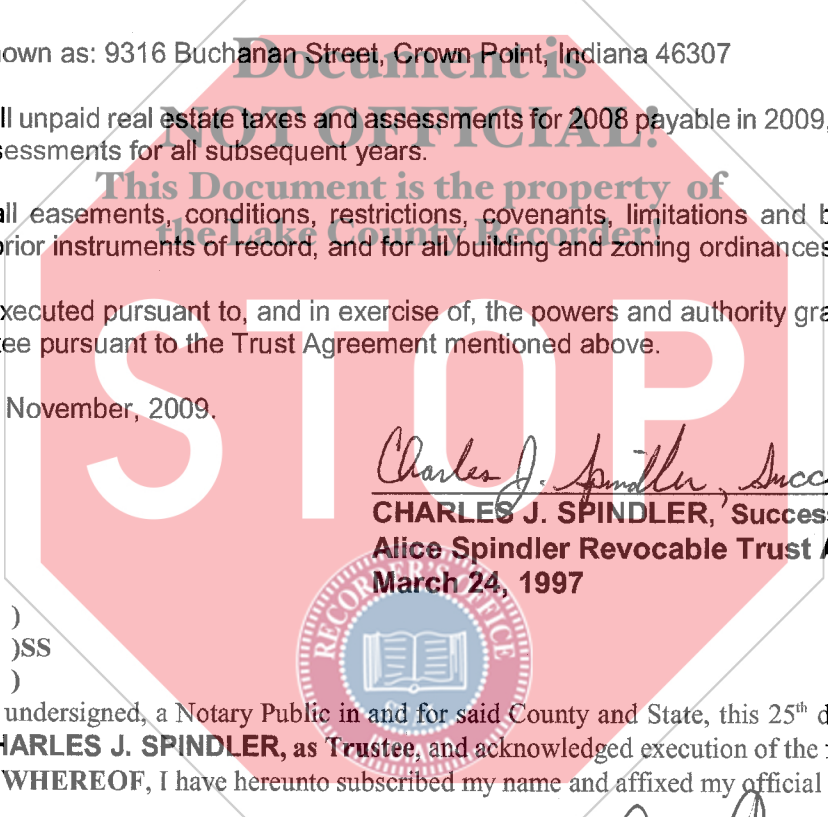 Document is
nown as: 9316 Buchanan Street, Crown Point, Indiana 46307
NOT OFFICIAL!
ll unpaid real estate taxes and assessments for 2008 payable in 2009,
sessments for all subsequent years.
This Document is the property of
all easements, conditions, restrictions, covenants, limitations and b
the Lake County Recorder!
prior instruments of record, and for all building and zoning ordinances
STOP
xecuted pursuant to, and in exercise of, the powers and authority gra
tee pursuant to the Trust Agreement mentioned above.
November, 2009.
Charles J. Spindler, Succ
CHARLES J. SPINDLER, Success
Alice Spindler Revocable Trust A
March 24, 1997
RECORDER'S OFFICE
)
)SS
)
undersigned, a Notary Public in and for said County and State, this 25th d
HARLES J. SPINDLER, as Trustee, and acknowledged execution of the
WHEREOF, I have hereunto subscribed my name and affixed my official